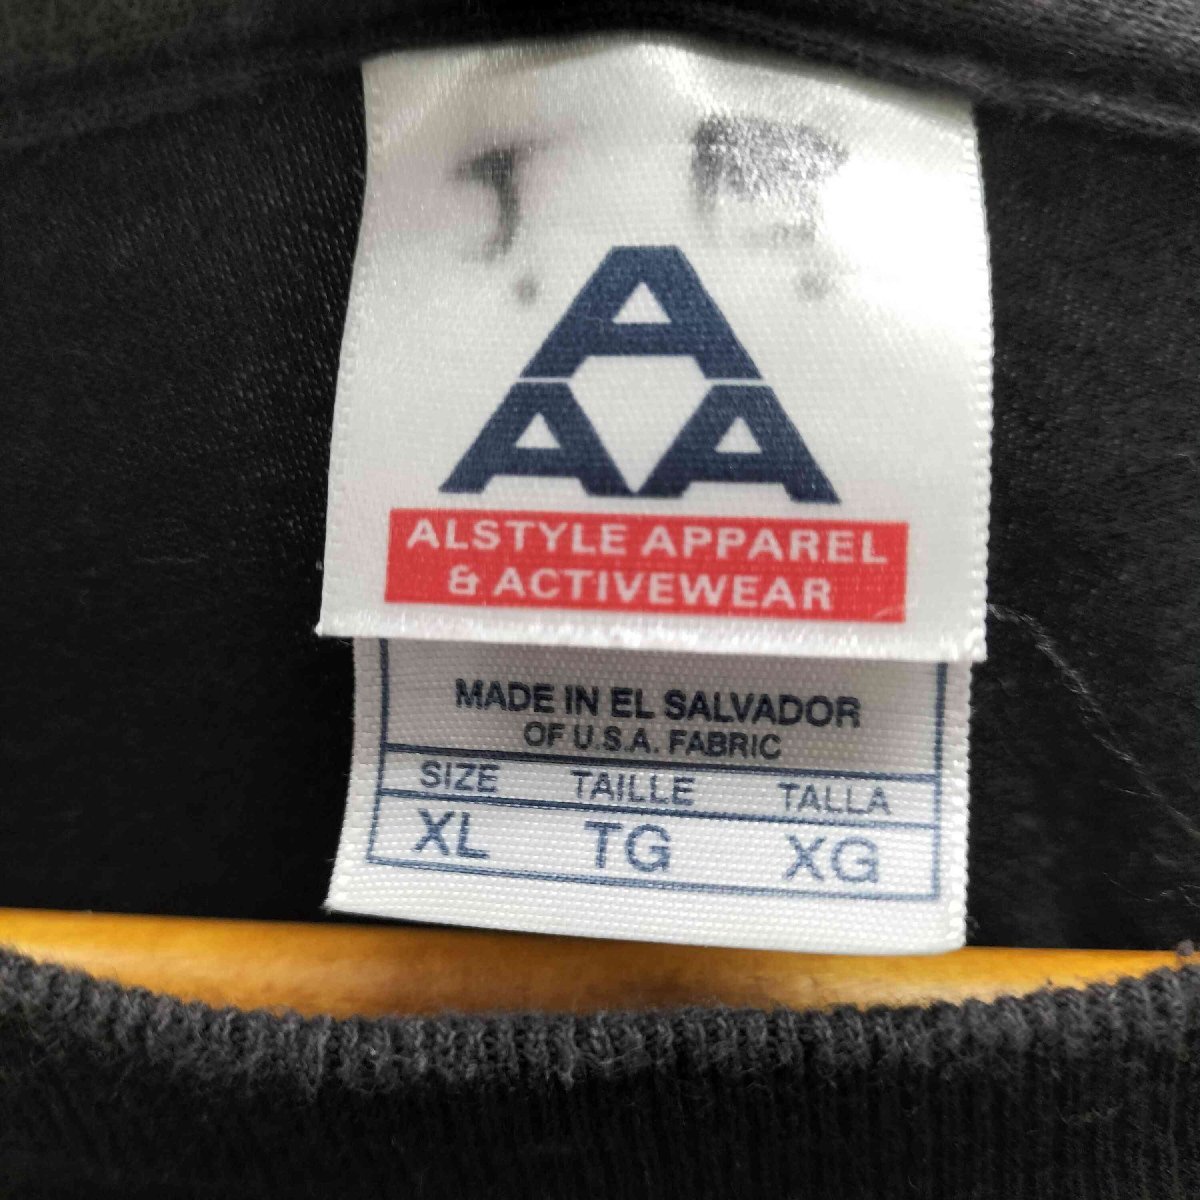 A
A A
ALSTYLE APPAREL
& ACTIVEWEAR
MADE IN EL SALVADOR
OF U.S.A. FABRIC
SIZE TAILLE TALLA
XL TG XG